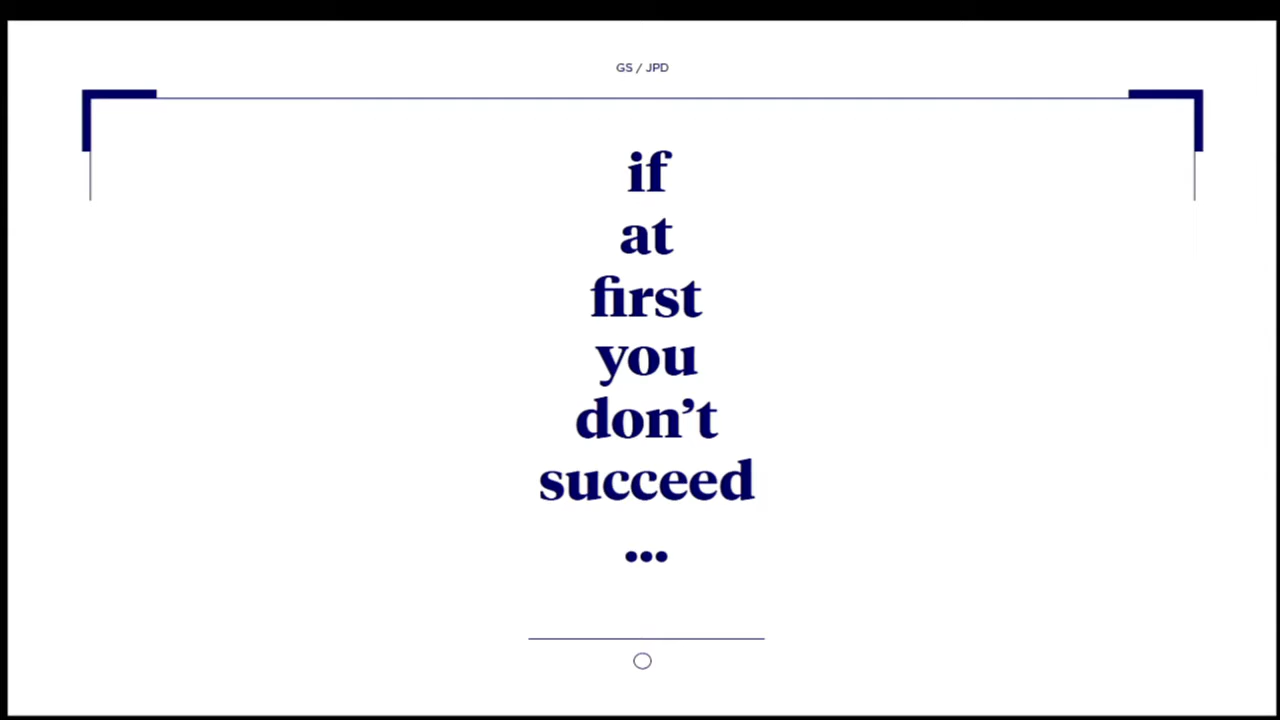 GS / JPD
if
at
first
you
don’t
succeed
...